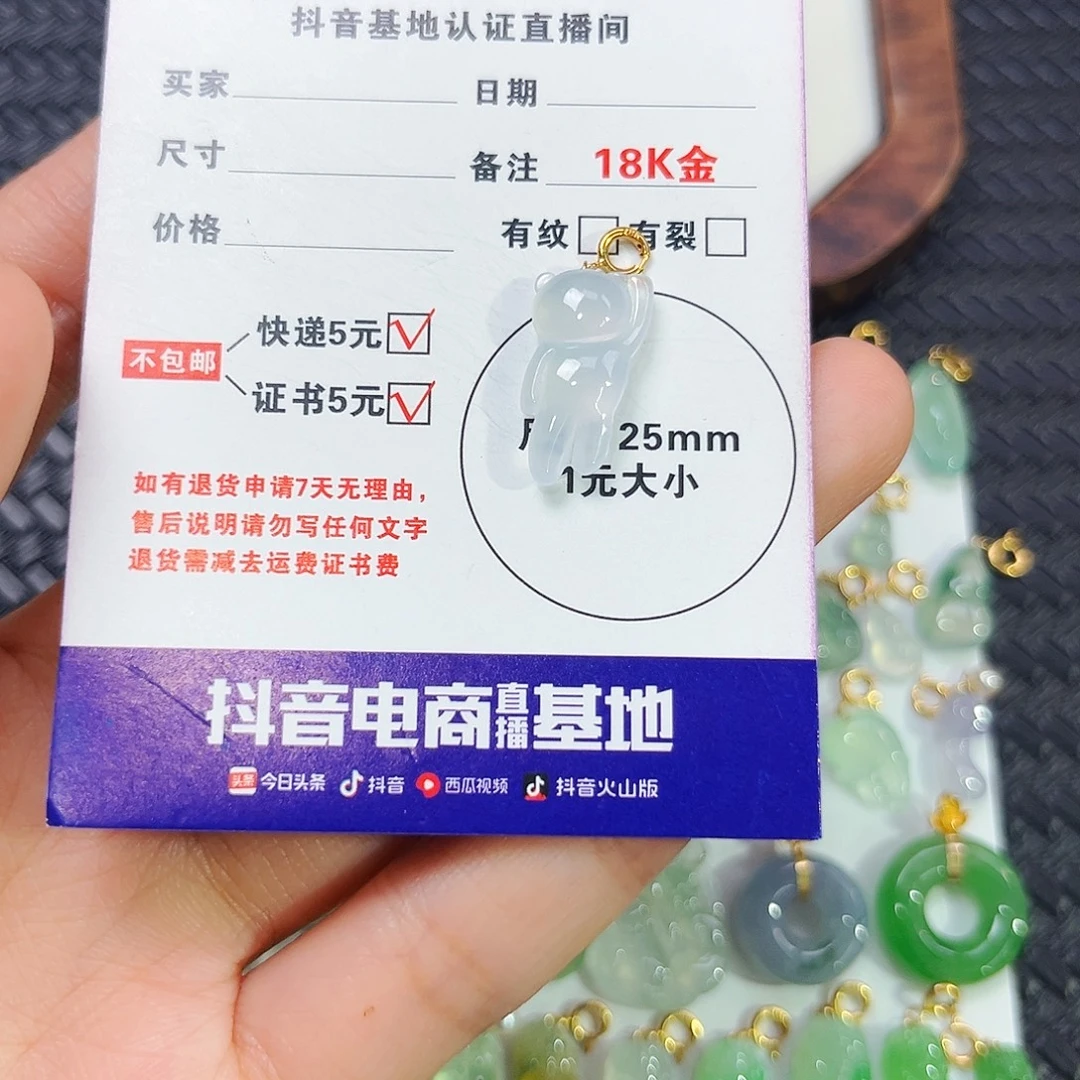 抖音基地认证直播间
买家 日期
尺寸 备注 18K金
价格 有纹 有裂
不包邮
快递5元
证书5元
25mm
1元大小
如有退货申请7天无理由，
售后说明请勿写任何文字
退货需减去运费证书费
抖音电商直播基地
头条 今日头条 抖音 西瓜视频 抖音火山版